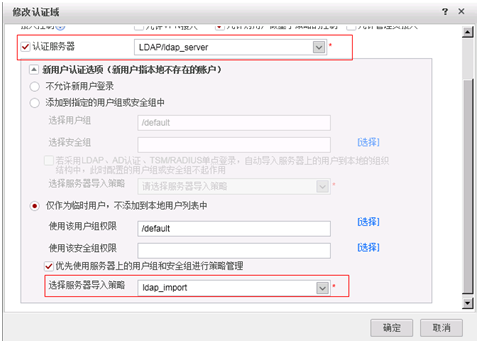 修改认证域
? ×
认证服务器 LDAP/ldap_server *
新用户认证选项（新用户指本地不存在的账户）
不允许新用户登录
添加到指定的用户组或安全组中
选择用户组 /default
选择安全组 [选择]
若采用LDAP、AD认证、TSM/RADIUS单点登录，自动导入服务器上的用户到本地的组织
结构中，此时配置的用户组或安全组不起作用
选择服务器导入策略 请选择服务器导入策略 *
仅作为临时用户，不添加到本地用户列表中
使用该用户组权限 /default [选择]
使用该安全组权限 [选择]
优先使用服务器上的用户组和安全组进行策略管理
选择服务器导入策略 ldap_import *
确定 取消